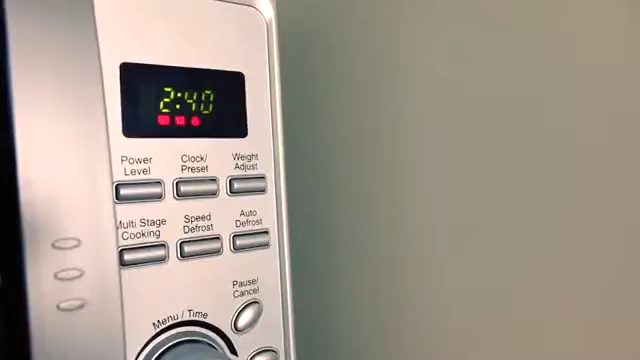 2:40
Power Level
Clock/ Preset
Weight Adjust
Multi Stage Cooking
Speed Defrost
Auto Defrost
Pause/ Cancel
Menu / Time